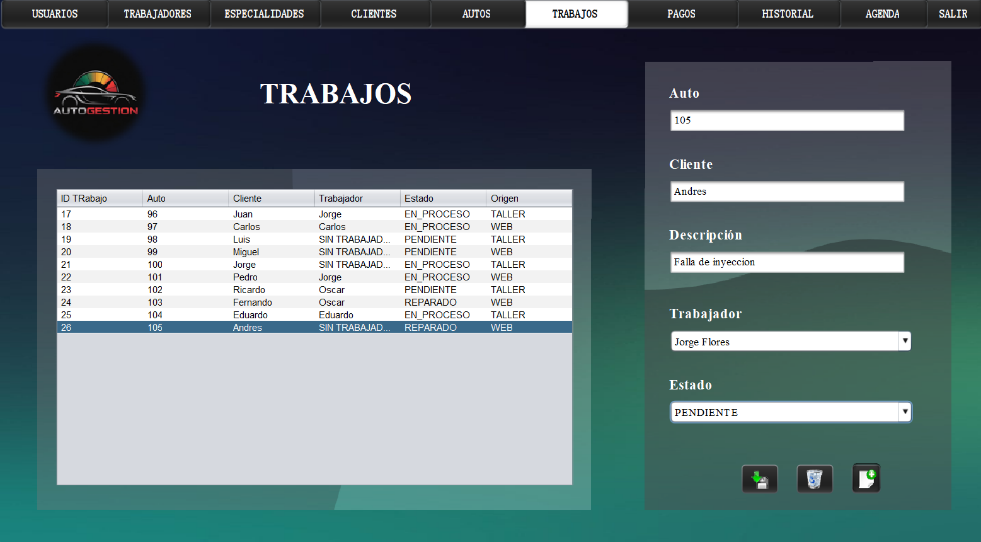 USUARIOS TRABAJADORES ESPECIALIDADES CLIENTES AUTOS TRABAJOS PAGOS HISTORIAL AGENDA SALIR
AUTOGESTION
TRABAJOS
ID TRabajo Auto Cliente Trabajador Estado Origen
17 96 Juan Jorge EN_PROCESO TALLER
18 97 Carlos Carlos EN_PROCESO WEB
19 98 Luis SIN TRABAJAD... PENDIENTE TALLER
20 99 Miguel SIN TRABAJAD... PENDIENTE WEB
21 100 Jorge SIN TRABAJAD... EN_PROCESO TALLER
22 101 Pedro Jorge EN_PROCESO WEB
23 102 Ricardo Oscar PENDIENTE TALLER
24 103 Fernando Oscar REPARADO WEB
25 104 Eduardo Eduardo EN_PROCESO TALLER
26 105 Andres SIN TRABAJAD... REPARADO WEB
Auto
105
Cliente
Andres
Descripción
Falla de inyeccion
Trabajador
Jorge Flores
Estado
PENDIENTE